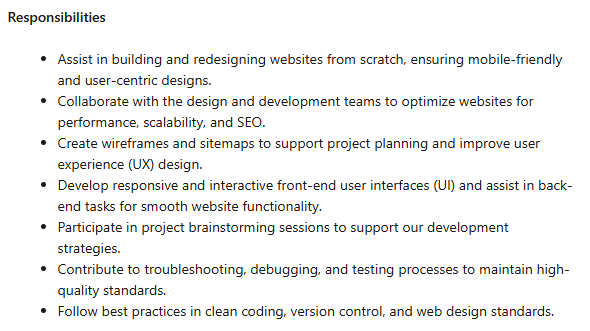 Responsibilities
• Assist in building and redesigning websites from scratch, ensuring mobile-friendly
and user-centric designs.
• Collaborate with the design and development teams to optimize websites for
performance, scalability, and SEO.
• Create wireframes and sitemaps to support project planning and improve user
experience (UX) design.
• Develop responsive and interactive front-end user interfaces (UI) and assist in back-
end tasks for smooth website functionality.
• Participate in project brainstorming sessions to support our development
strategies.
• Contribute to troubleshooting, debugging, and testing processes to maintain high-
quality standards.
• Follow best practices in clean coding, version control, and web design standards.